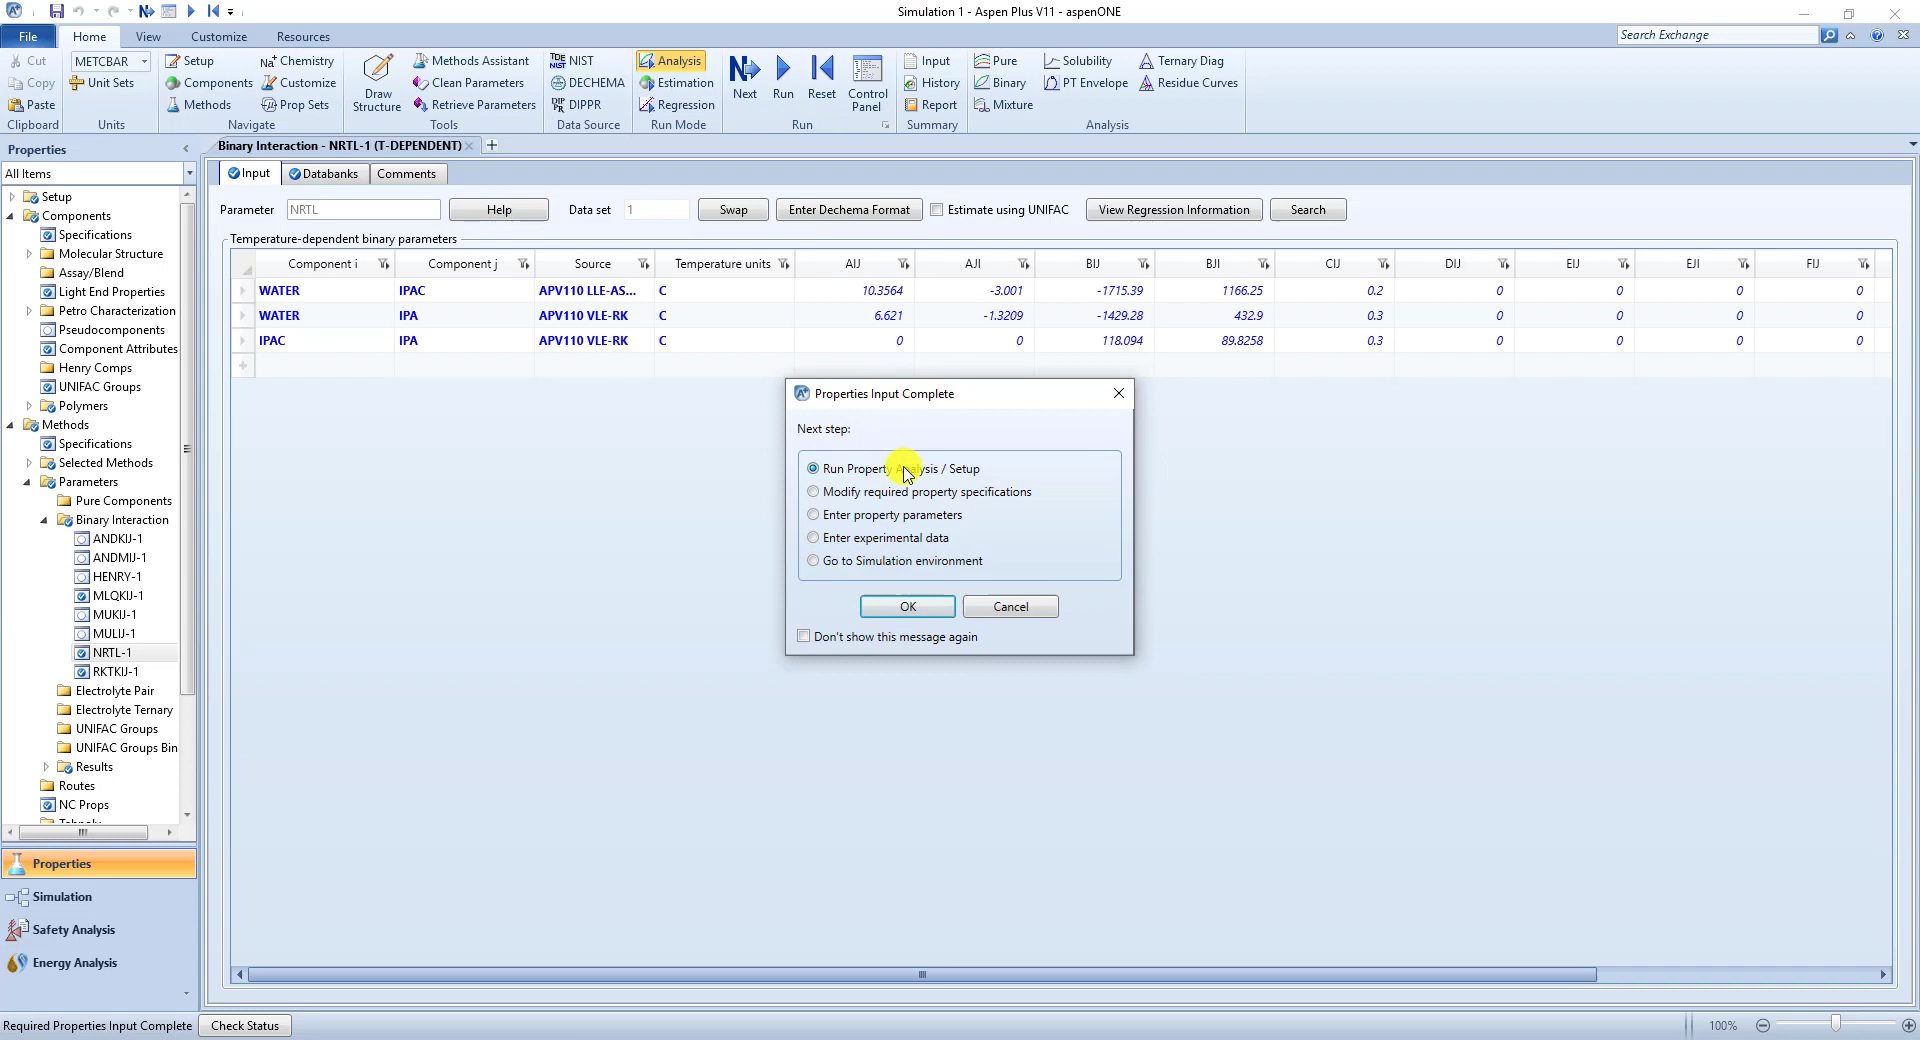 Simulation 1 - Aspen Plus V11 - aspenONE
File Home View Customize Resources Search Exchange
Cut METCBAR Setup Chemistry Methods Assistant NIST Analysis Input Pure Solubility Ternary Diag
Copy Unit Sets Components Customize Clean Parameters DECHEMA Estimation History Binary PT Envelope Residue Curves
Paste Methods Prop Sets Draw Structure Retrieve Parameters DIPPR Regression Next Run Reset Control Panel Report Mixture
Clipboard Units Navigate Tools Data Source Run Mode Run Summary Analysis
Properties
All Items
Setup
Components
Specifications
Molecular Structure
Assay/Blend
Light End Properties
Petro Characterization
Pseudocomponents
Component Attributes
Henry Comps
UNIFAC Groups
Polymers
Methods
Specifications
Selected Methods
Parameters
Pure Components
Binary Interaction
ANDKIJ-1
ANDMIJ-1
HENRY-1
MLQKIJ-1
MUKIJ-1
MULIJ-1
NRTL-1
RKTKIJ-1
Electrolyte Pair
Electrolyte Ternary
UNIFAC Groups
UNIFAC Groups Bin
Results
Routes
NC Props
Properties
Simulation
Safety Analysis
Energy Analysis
Binary Interaction - NRTL-1 (T-DEPENDENT)
Input Databanks Comments
Parameter NRTL Help Data set 1 Swap Enter Dechema Format Estimate using UNIFAC View Regression Information Search
Temperature-dependent binary parameters
Component i Component j Source Temperature units AIJ AJI BIJ BJI CIJ DIJ EIJ EJI FIJ
WATER IPAC APV110 LLE-AS... C 10.3564 -3.001 -1715.39 1166.25 0.2 0 0 0 0
WATER IPA APV110 VLE-RK C 6.621 -1.3209 -1429.28 432.9 0.3 0 0 0 0
IPAC IPA APV110 VLE-RK C 0 0 118.094 89.8258 0.3 0 0 0 0
Properties Input Complete
Next step:
Run Property Analysis / Setup
Modify required property specifications
Enter property parameters
Enter experimental data
Go to Simulation environment
OK Cancel
Don't show this message again
Required Properties Input Complete Check Status 100%